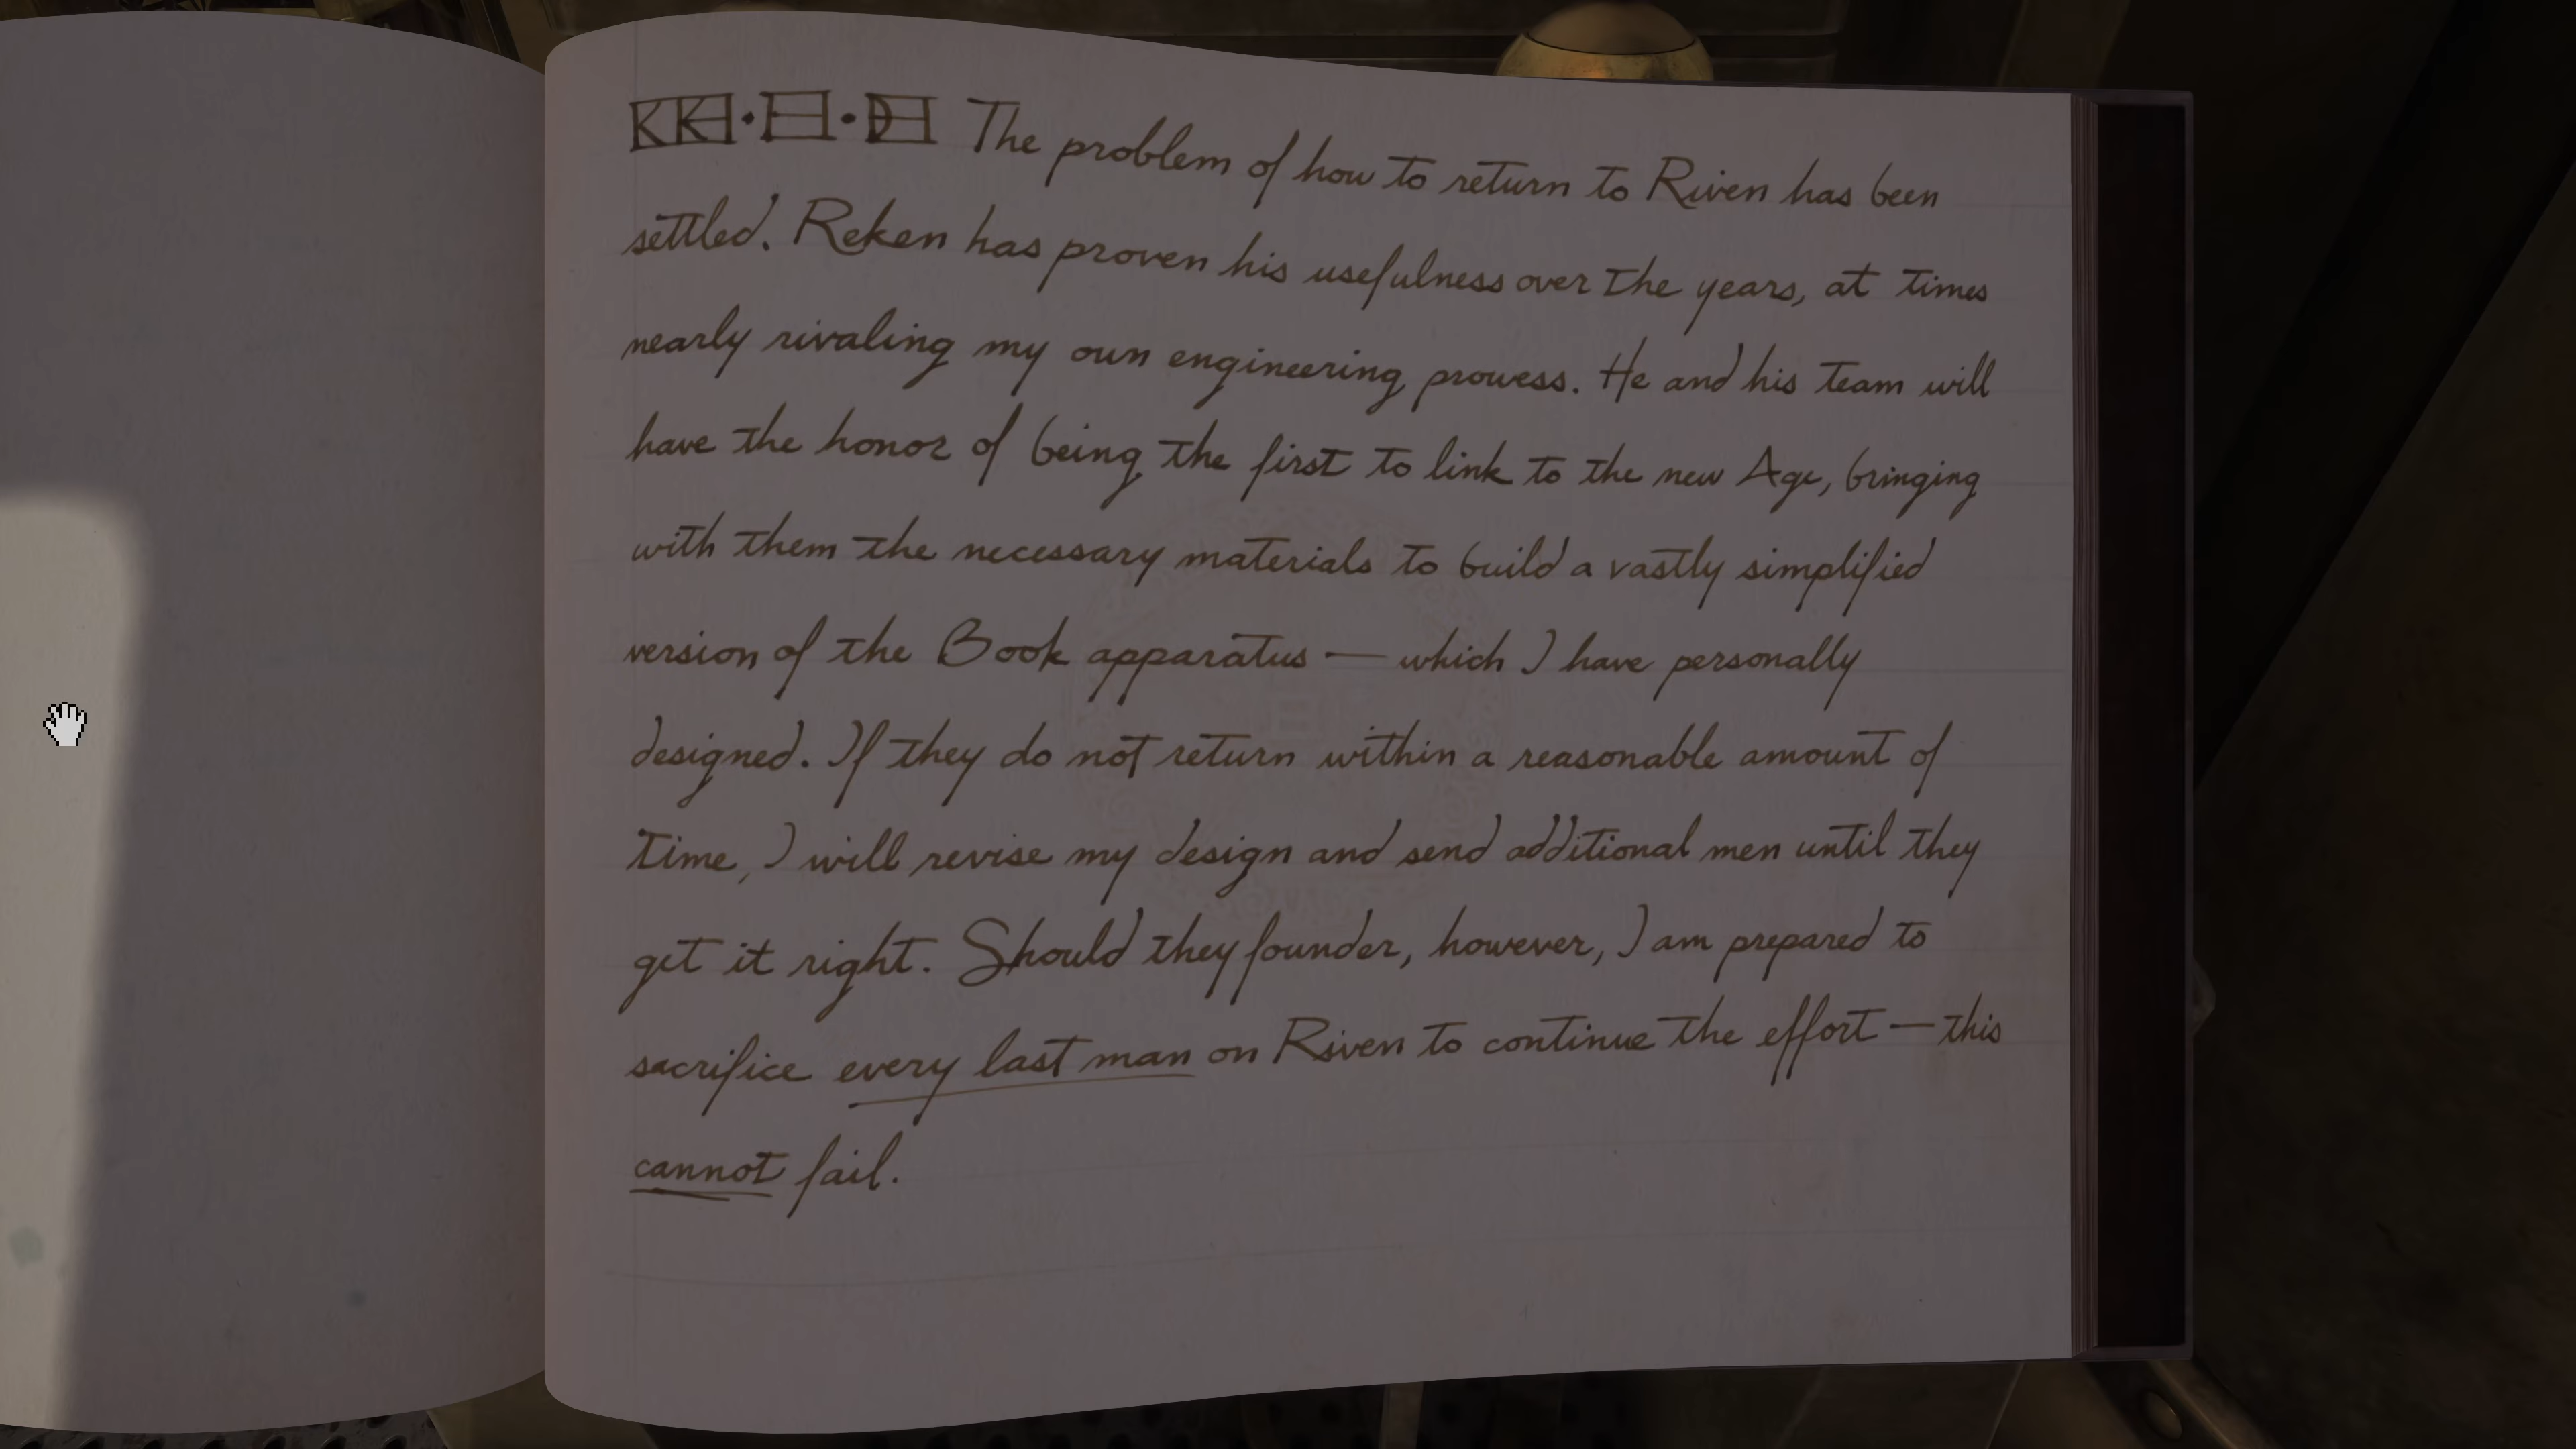 The problem of how to return to Riven has been
settled. Reken has proven his usefulness over the years, at times
nearly rivaling my own engineering prowess. He and his team will
have the honor of being the first to link to the new Age, bringing
with them the necessary materials to build a vastly simplified
version of the Book apparatus — which I have personally
designed. If they do not return within a reasonable amount of
time, I will revise my design and send additional men until they
get it right. Should they founder, however, I am prepared to
sacrifice every last man on Riven to continue the effort — this
cannot fail.